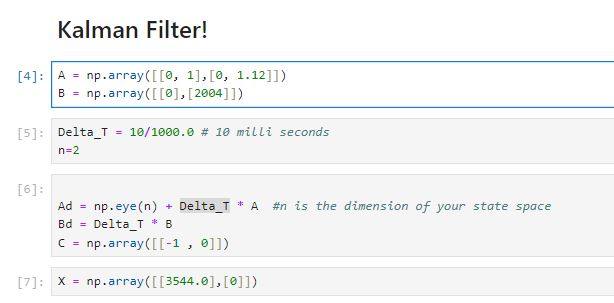 Kalman Filter!
[4]: A = np.array([[0, 1],[0, 1.12]])
B = np.array([[0],[2004]])
[5]: Delta_T = 10/1000.0 # 10 milli seconds
n=2
[6]:
Ad = np.eye(n) + Delta_T * A  #n is the dimension of your state space
Bd = Delta_T * B
C = np.array([[-1 , 0]])
[7]: X = np.array([[3544.0],[0]])